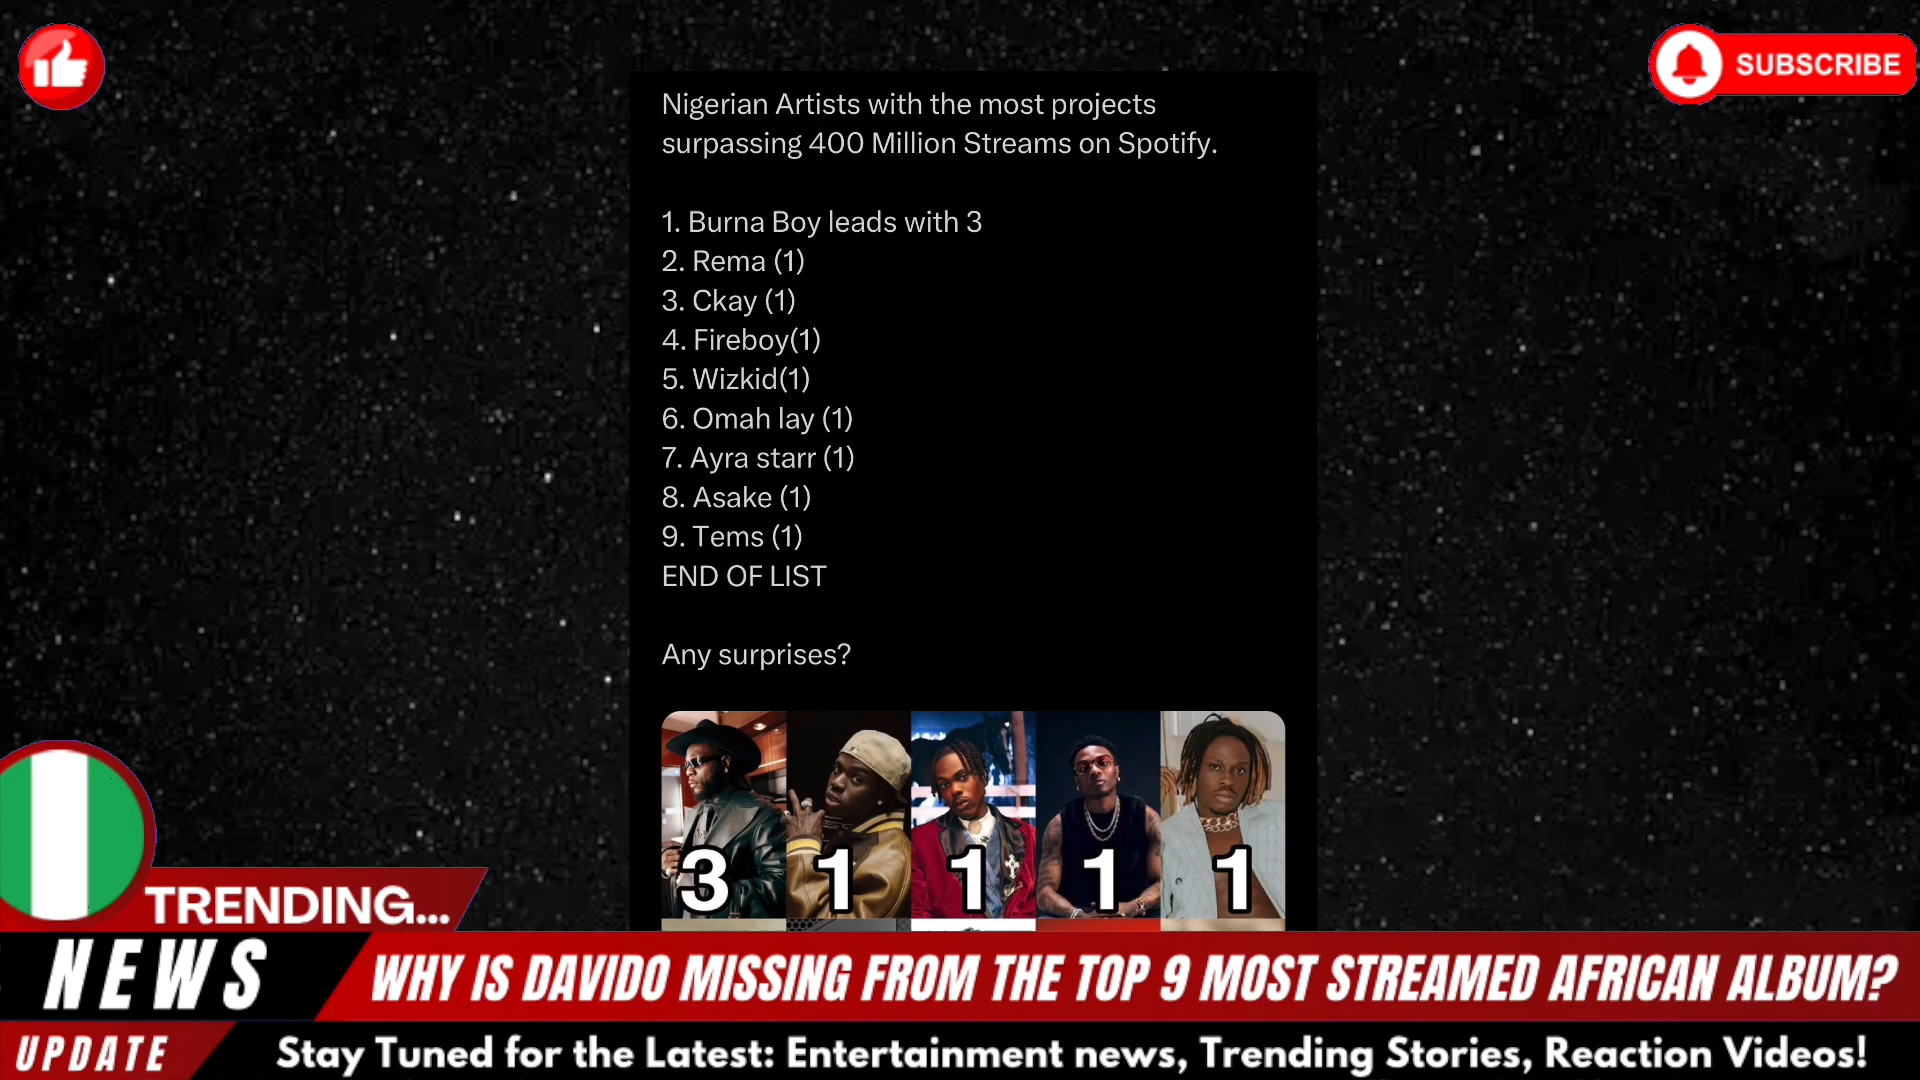 SUBSCRIBE
Nigerian Artists with the most projects
surpassing 400 Million Streams on Spotify.
1. Burna Boy leads with 3
2. Rema (1)
3. Ckay (1)
4. Fireboy(1)
5. Wizkid(1)
6. Omah lay (1)
7. Ayra starr (1)
8. Asake (1)
9. Tems (1)
END OF LIST
Any surprises?
3 1 1 1 1
TRENDING...
NEWS
WHY IS DAVIDO MISSING FROM THE TOP 9 MOST STREAMED AFRICAN ALBUM?
UPDATE
Stay Tuned for the Latest: Entertainment news, Trending Stories, Reaction Videos!